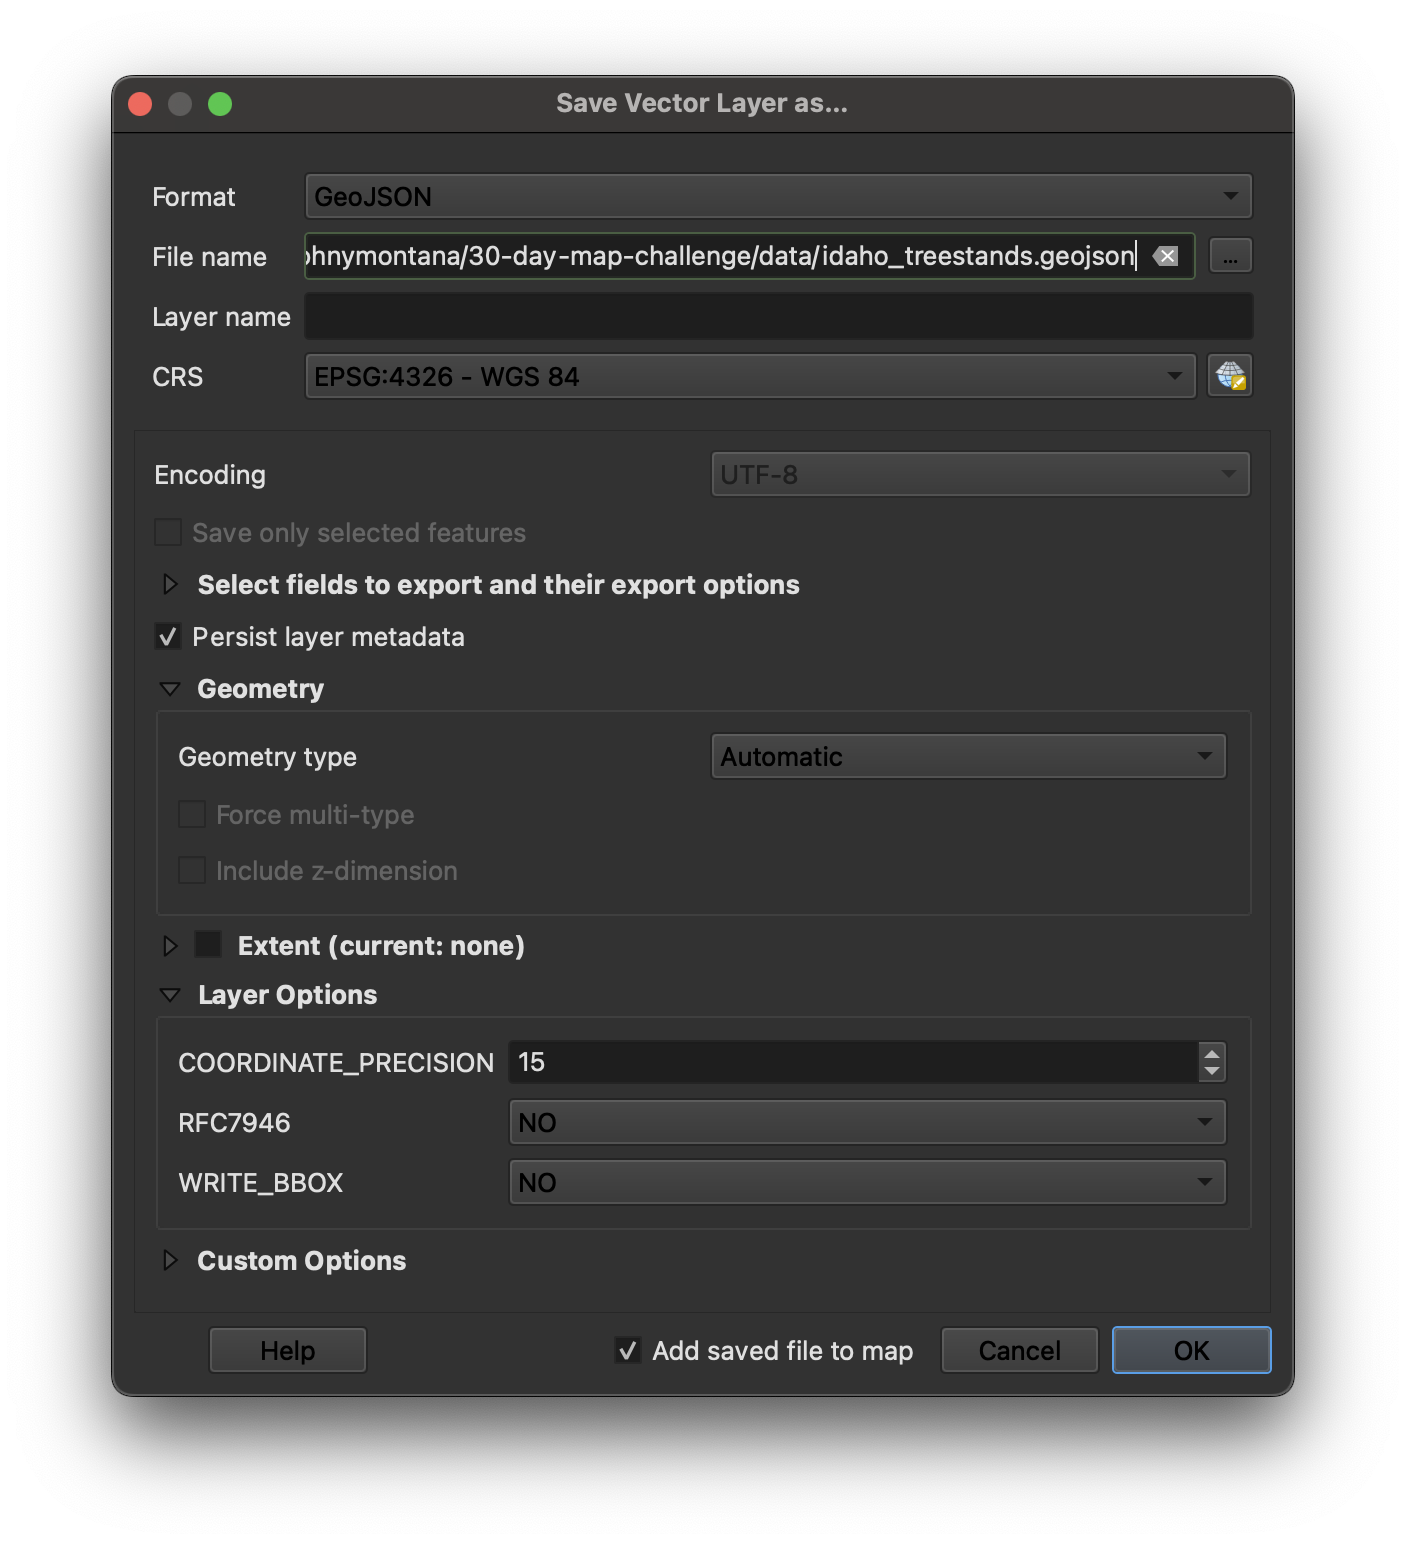 Save Vector Layer as...
Format GeoJSON
File name ohnymontana/30-day-map-challenge/data/idaho_treestands.geojson ...
Layer name
CRS EPSG:4326 - WGS 84
Encoding UTF-8
Save only selected features
Select fields to export and their export options
Persist layer metadata
Geometry
Geometry type Automatic
Force multi-type
Include z-dimension
Extent (current: none)
Layer Options
COORDINATE_PRECISION 15
RFC7946 NO
WRITE_BBOX NO
Custom Options
Help Add saved file to map Cancel OK